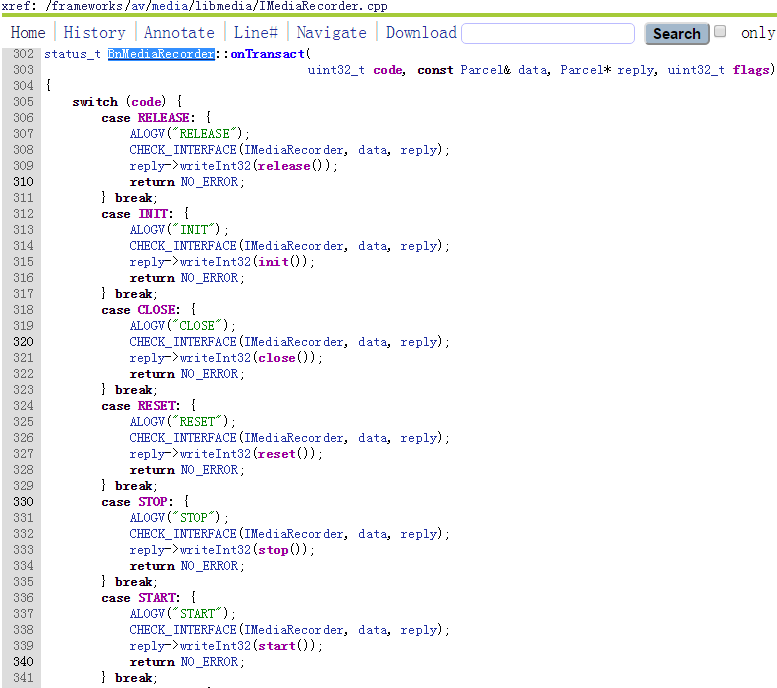 xref: /frameworks/av/media/libmedia/IMediaRecorder.cpp
Home History Annotate Line# Navigate Download Search only
302 status_t BnMediaRecorder::onTransact(
303 uint32_t code, const Parcel& data, Parcel* reply, uint32_t flags)
304 {
305 switch (code) {
306 case RELEASE: {
307 ALOGV("RELEASE");
308 CHECK_INTERFACE(IMediaRecorder, data, reply);
309 reply->writeInt32(release());
310 return NO_ERROR;
311 } break;
312 case INIT: {
313 ALOGV("INIT");
314 CHECK_INTERFACE(IMediaRecorder, data, reply);
315 reply->writeInt32(init());
316 return NO_ERROR;
317 } break;
318 case CLOSE: {
319 ALOGV("CLOSE");
320 CHECK_INTERFACE(IMediaRecorder, data, reply);
321 reply->writeInt32(close());
322 return NO_ERROR;
323 } break;
324 case RESET: {
325 ALOGV("RESET");
326 CHECK_INTERFACE(IMediaRecorder, data, reply);
327 reply->writeInt32(reset());
328 return NO_ERROR;
329 } break;
330 case STOP: {
331 ALOGV("STOP");
332 CHECK_INTERFACE(IMediaRecorder, data, reply);
333 reply->writeInt32(stop());
334 return NO_ERROR;
335 } break;
336 case START: {
337 ALOGV("START");
338 CHECK_INTERFACE(IMediaRecorder, data, reply);
339 reply->writeInt32(start());
340 return NO_ERROR;
341 } break;